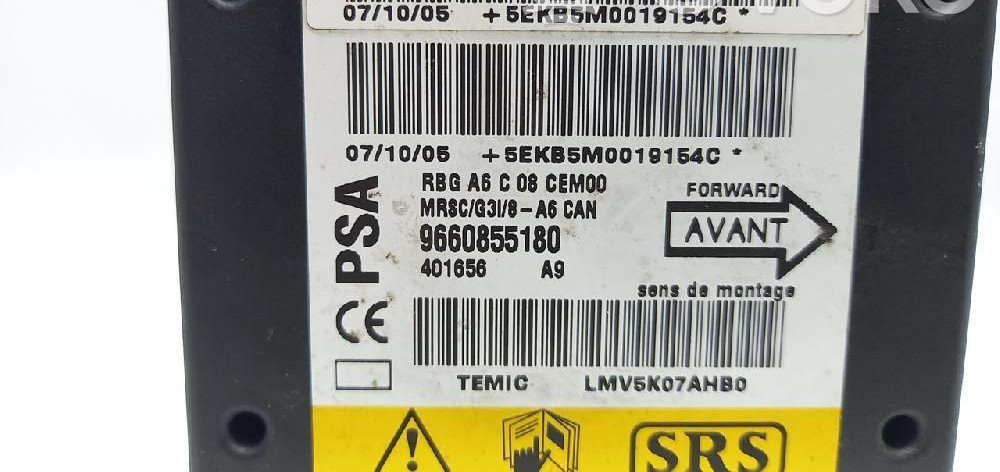 07/10/05 +5EKB5M0019154C *
07/10/05 +5EKB5M0019154C *
PSA
RBG A6 C 08 CEM00
MRSC/G3I/8-A6 CAN
9660855180
401656 A9
FORWARD
AVANT
sens de montage
CE
TEMIC LMV5K07AHB0
SRS